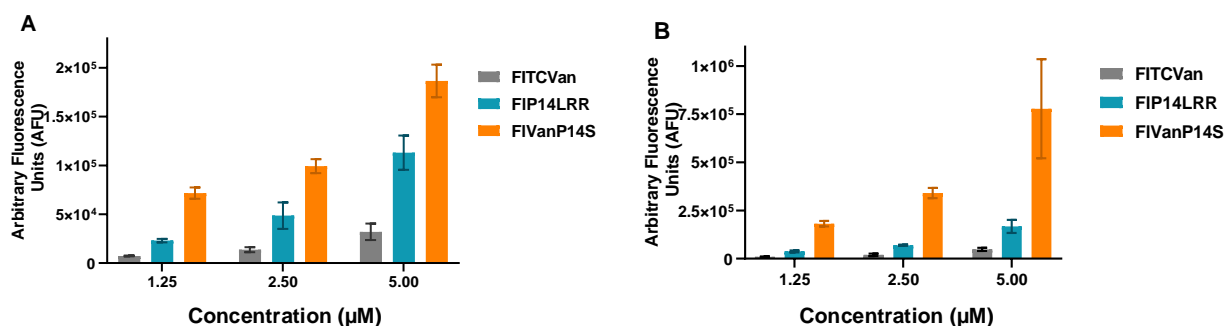 A
Arbitrary Fluorescence
Units (AFU)
2×10⁵
1.5×10⁵
1×10⁵
5×10⁴
0
1.25
2.50
5.00
Concentration (µM)
FITCVan
FIP14LRR
FIVanP14S
B
Arbitrary Fluorescence
Units (AFU)
1×10⁶
7.5×10⁵
5×10⁵
2.5×10⁵
0
1.25
2.50
5.00
Concentration (µM)
FITCVan
FIP14LRR
FIVanP14S